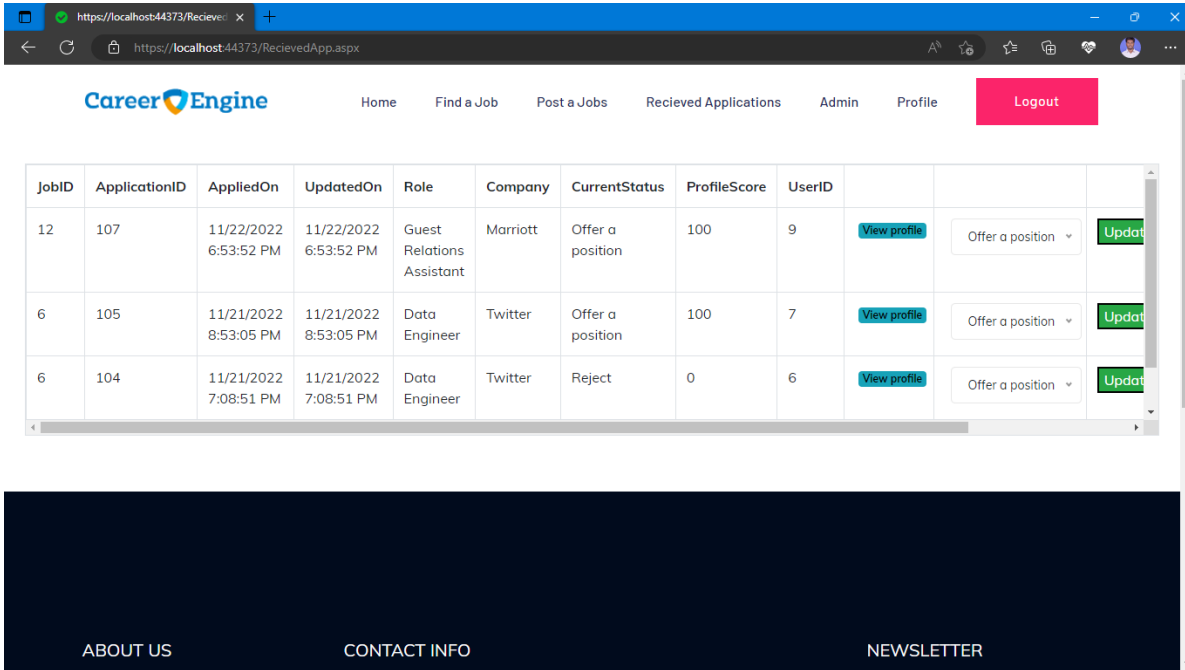 https://localhost:44373/Recieved
https://localhost:44373/RecievedApp.aspx
Career Engine
Home Find a Job Post a Jobs Recieved Applications Admin Profile Logout
JobID ApplicationID AppliedOn UpdatedOn Role Company CurrentStatus ProfileScore UserID
12 107 11/22/2022 11/22/2022 Guest Marriott Offer a 100 9 View profile Offer a position Updat
6:53:52 PM 6:53:52 PM Relations position
Assistant
6 105 11/21/2022 11/21/2022 Data Twitter Offer a 100 7 View profile Offer a position Updat
8:53:05 PM 8:53:05 PM Engineer position
6 104 11/21/2022 11/21/2022 Data Twitter Reject 0 6 View profile Offer a position Updat
7:08:51 PM 7:08:51 PM Engineer
ABOUT US CONTACT INFO NEWSLETTER